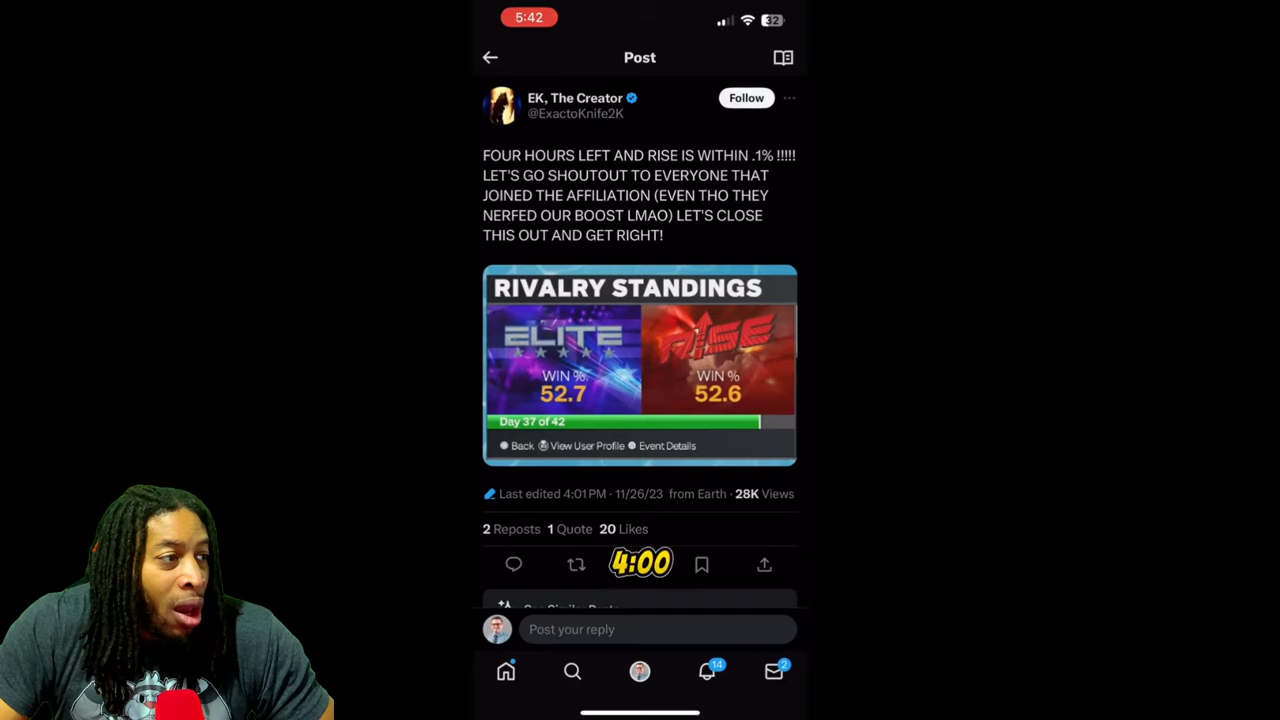 5:42
32
Post
EK, The Creator
Follow
@ExactoKnife2K
FOUR HOURS LEFT AND RISE IS WITHIN .1% !!!!!
LET'S GO SHOUTOUT TO EVERYONE THAT
JOINED THE AFFILIATION (EVEN THO THEY
NERFED OUR BOOST LMAO) LET'S CLOSE
THIS OUT AND GET RIGHT!
RIVALRY STANDINGS
ELITE RISE
WIN % WIN %
52.7 52.6
Day 37 of 42
Back View User Profile Event Details
Last edited 4:01 PM · 11/26/23 from Earth · 28K Views
2 Reposts 1 Quote 20 Likes
4:00
Post your reply
14 2